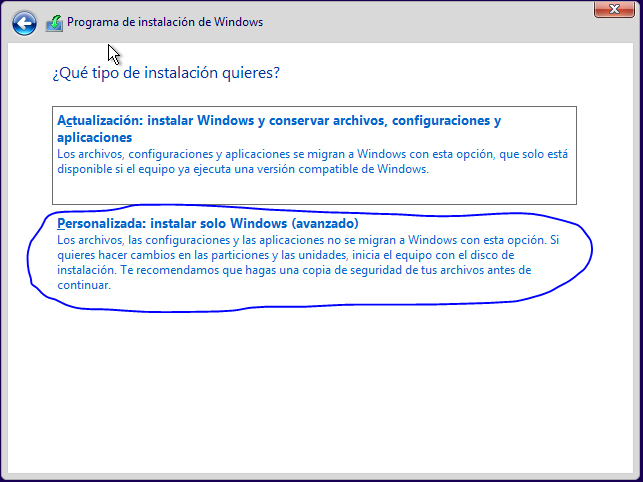 Programa de instalación de Windows
¿Qué tipo de instalación quieres?
Actualización: instalar Windows y conservar archivos, configuraciones y
aplicaciones
Los archivos, configuraciones y aplicaciones se migran a Windows con esta opción, que solo está
disponible si el equipo ya ejecuta una versión compatible de Windows.
Personalizada: instalar solo Windows (avanzado)
Los archivos, las configuraciones y las aplicaciones no se migran a Windows con esta opción. Si
quieres hacer cambios en las particiones y las unidades, inicia el equipo con el disco de
instalación. Te recomendamos que hagas una copia de seguridad de tus archivos antes de
continuar.